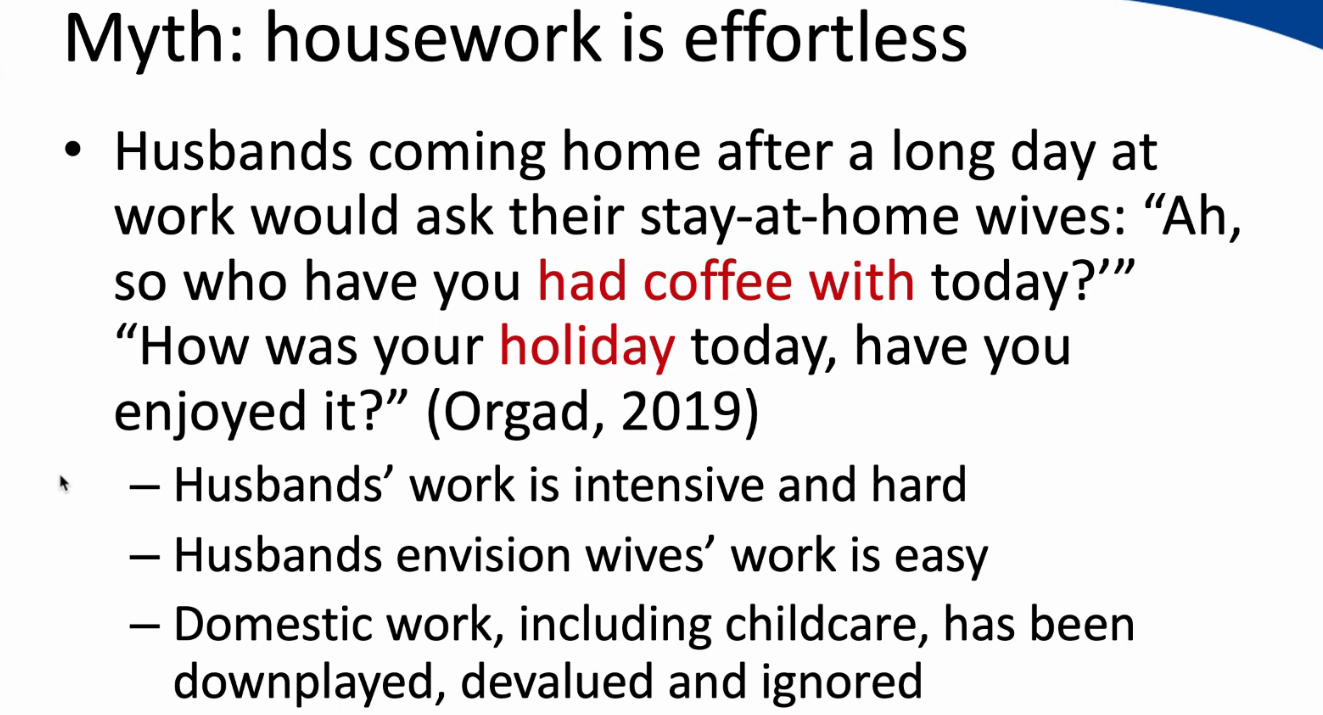 Myth: housework is effortless
• Husbands coming home after a long day at
work would ask their stay-at-home wives: “Ah,
so who have you had coffee with today?’”
“How was your holiday today, have you
enjoyed it?” (Orgad, 2019)
– Husbands’ work is intensive and hard
– Husbands envision wives’ work is easy
– Domestic work, including childcare, has been
downplayed, devalued and ignored